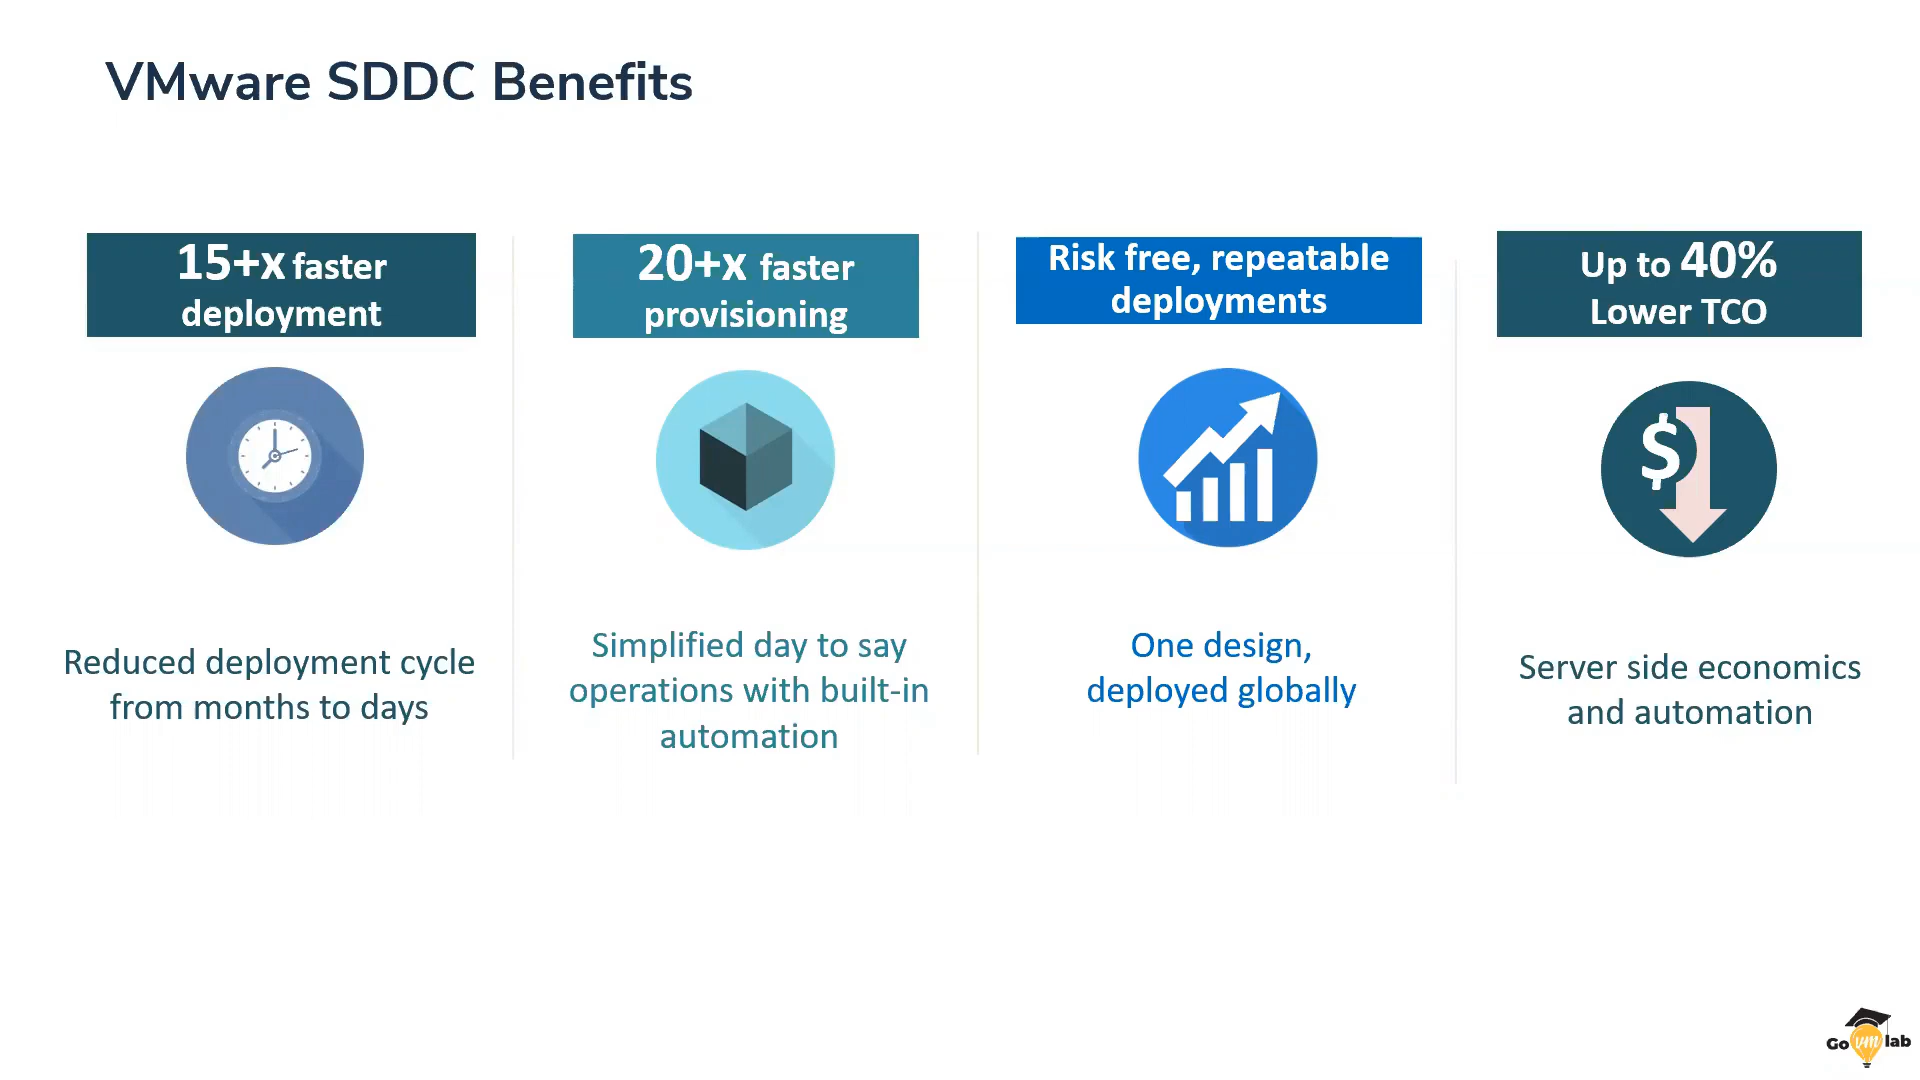 VMware SDDC Benefits
15+x faster
deployment
Reduced deployment cycle
from months to days
20+x faster
provisioning
Simplified day to say
operations with built-in
automation
Risk free, repeatable
deployments
One design,
deployed globally
Up to 40%
Lower TCO
$
Server side economics
and automation
Go vm lab